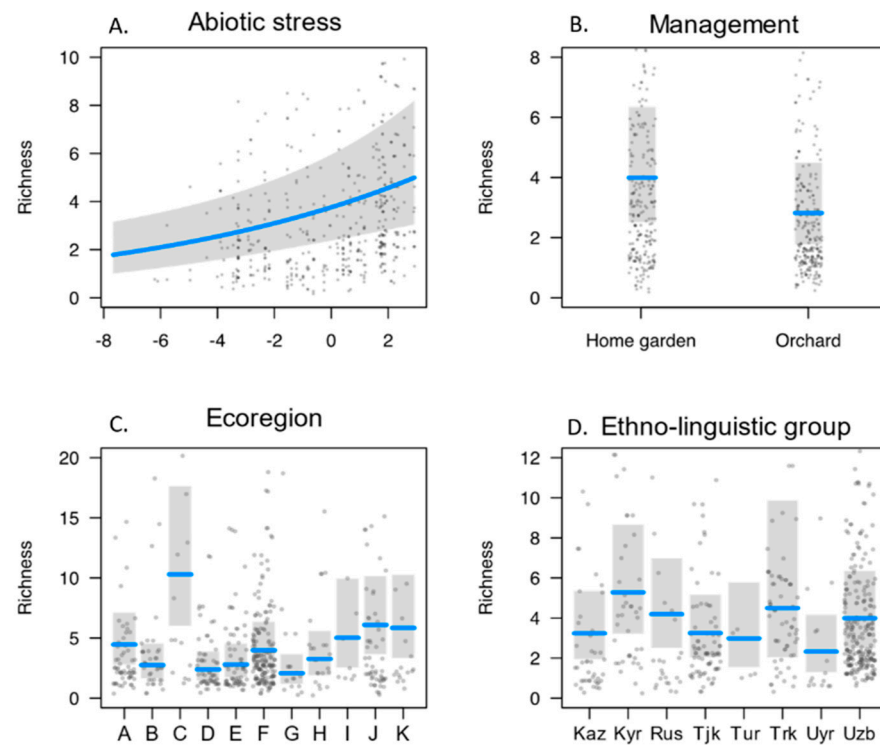 A. Abiotic stress
Richness
10
8
6
4
2
0
-8 -6 -4 -2 0 2
B. Management
Richness
8
6
4
2
0
Home garden Orchard
C. Ecoregion
Richness
20
15
10
5
0
A B C D E F G H I J K
D. Ethno-linguistic group
Richness
12
10
8
6
4
2
0
Kaz Kyr Rus Tjk Tur Trk Uyr Uzb